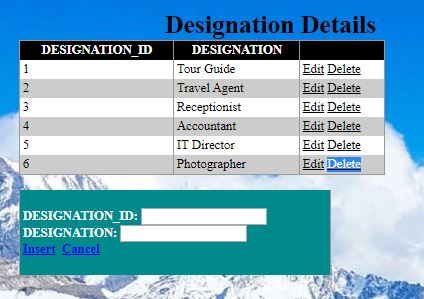 Designation Details
DESIGNATION_ID DESIGNATION
1 Tour Guide Edit Delete
2 Travel Agent Edit Delete
3 Receptionist Edit Delete
4 Accountant Edit Delete
5 IT Director Edit Delete
6 Photographer Edit Delete
DESIGNATION_ID:
DESIGNATION:
Insert Cancel